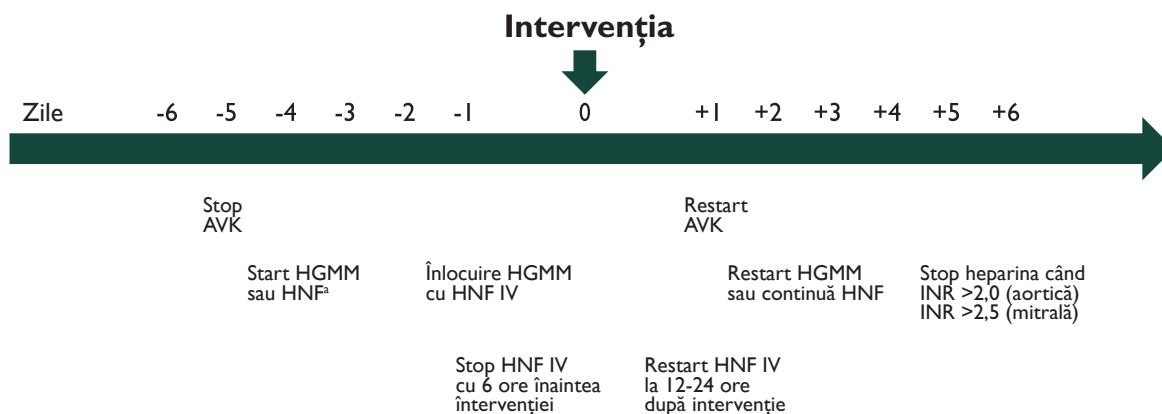 Intervenția
Zile -6 -5 -4 -3 -2 -1 0 +1 +2 +3 +4 +5 +6
Stop
AVK
Restart
AVK
Start HGMM
sau HNFᵃ
Înlocuire HGMM
cu HNF IV
Restart HGMM
sau continuă HNF
Stop heparina când
INR >2,0 (aortică)
INR >2,5 (mitrală)
Stop HNF IV
cu 6 ore înaintea
întervenției
Restart HNF IV
la 12-24 ore
după intervenție